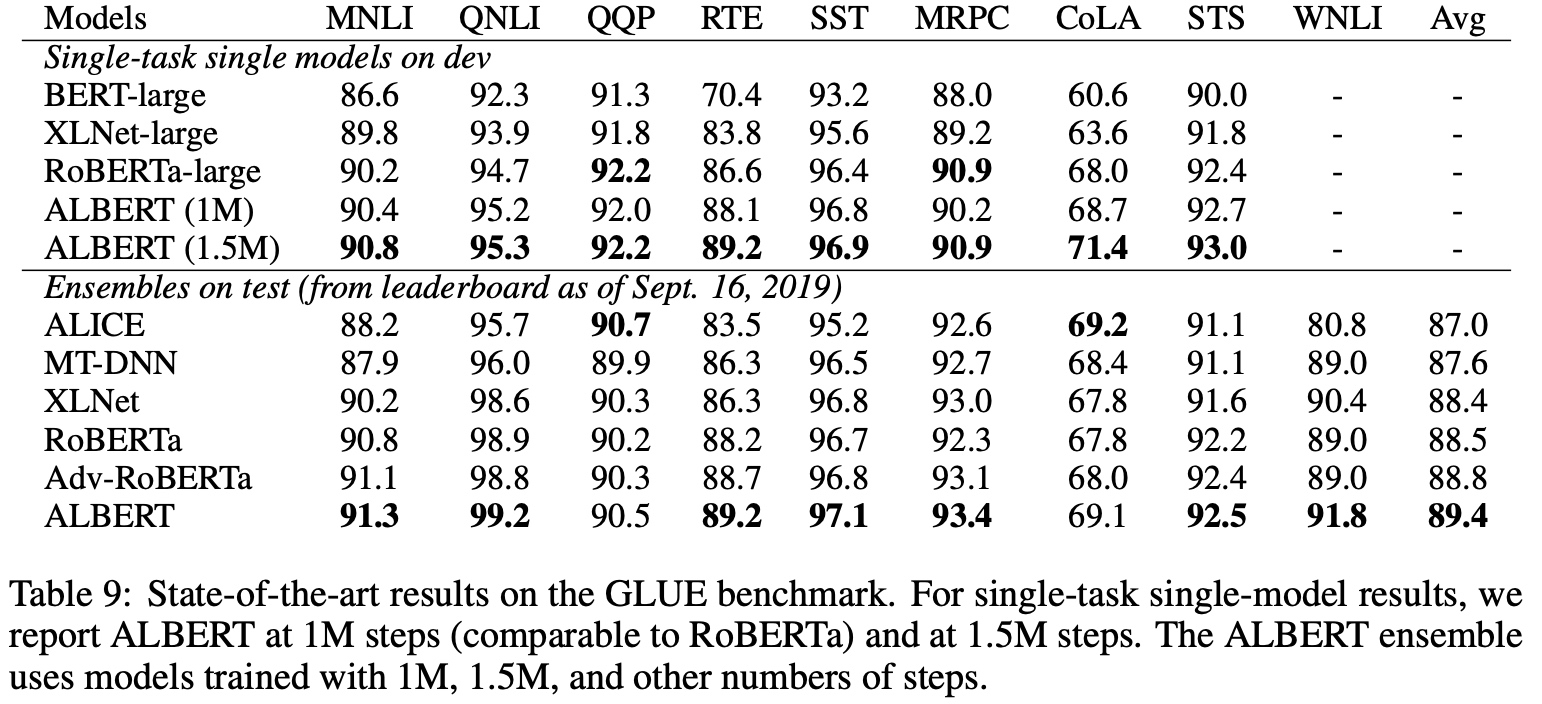 Models MNLI QNLI QQP RTE SST MRPC CoLA STS WNLI Avg
Single-task single models on dev
BERT-large 86.6 92.3 91.3 70.4 93.2 88.0 60.6 90.0 - -
XLNet-large 89.8 93.9 91.8 83.8 95.6 89.2 63.6 91.8 - -
RoBERTa-large 90.2 94.7 92.2 86.6 96.4 90.9 68.0 92.4 - -
ALBERT (1M) 90.4 95.2 92.0 88.1 96.8 90.2 68.7 92.7 - -
ALBERT (1.5M) 90.8 95.3 92.2 89.2 96.9 90.9 71.4 93.0 - -
Ensembles on test (from leaderboard as of Sept. 16, 2019)
ALICE 88.2 95.7 90.7 83.5 95.2 92.6 69.2 91.1 80.8 87.0
MT-DNN 87.9 96.0 89.9 86.3 96.5 92.7 68.4 91.1 89.0 87.6
XLNet 90.2 98.6 90.3 86.3 96.8 93.0 67.8 91.6 90.4 88.4
RoBERTa 90.8 98.9 90.2 88.2 96.7 92.3 67.8 92.2 89.0 88.5
Adv-RoBERTa 91.1 98.8 90.3 88.7 96.8 93.1 68.0 92.4 89.0 88.8
ALBERT 91.3 99.2 90.5 89.2 97.1 93.4 69.1 92.5 91.8 89.4
Table 9: State-of-the-art results on the GLUE benchmark. For single-task single-model results, we
report ALBERT at 1M steps (comparable to RoBERTa) and at 1.5M steps. The ALBERT ensemble
uses models trained with 1M, 1.5M, and other numbers of steps.